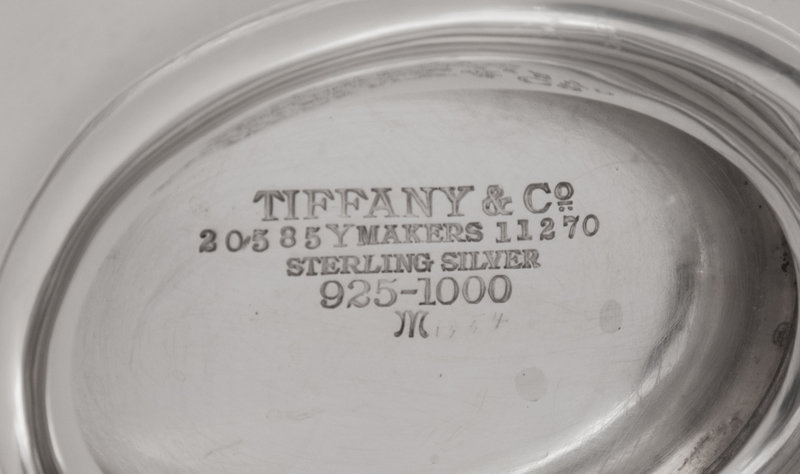 TIFFANY & Co
20585Y MAKERS 11270
STERLING SILVER
925-1000
M